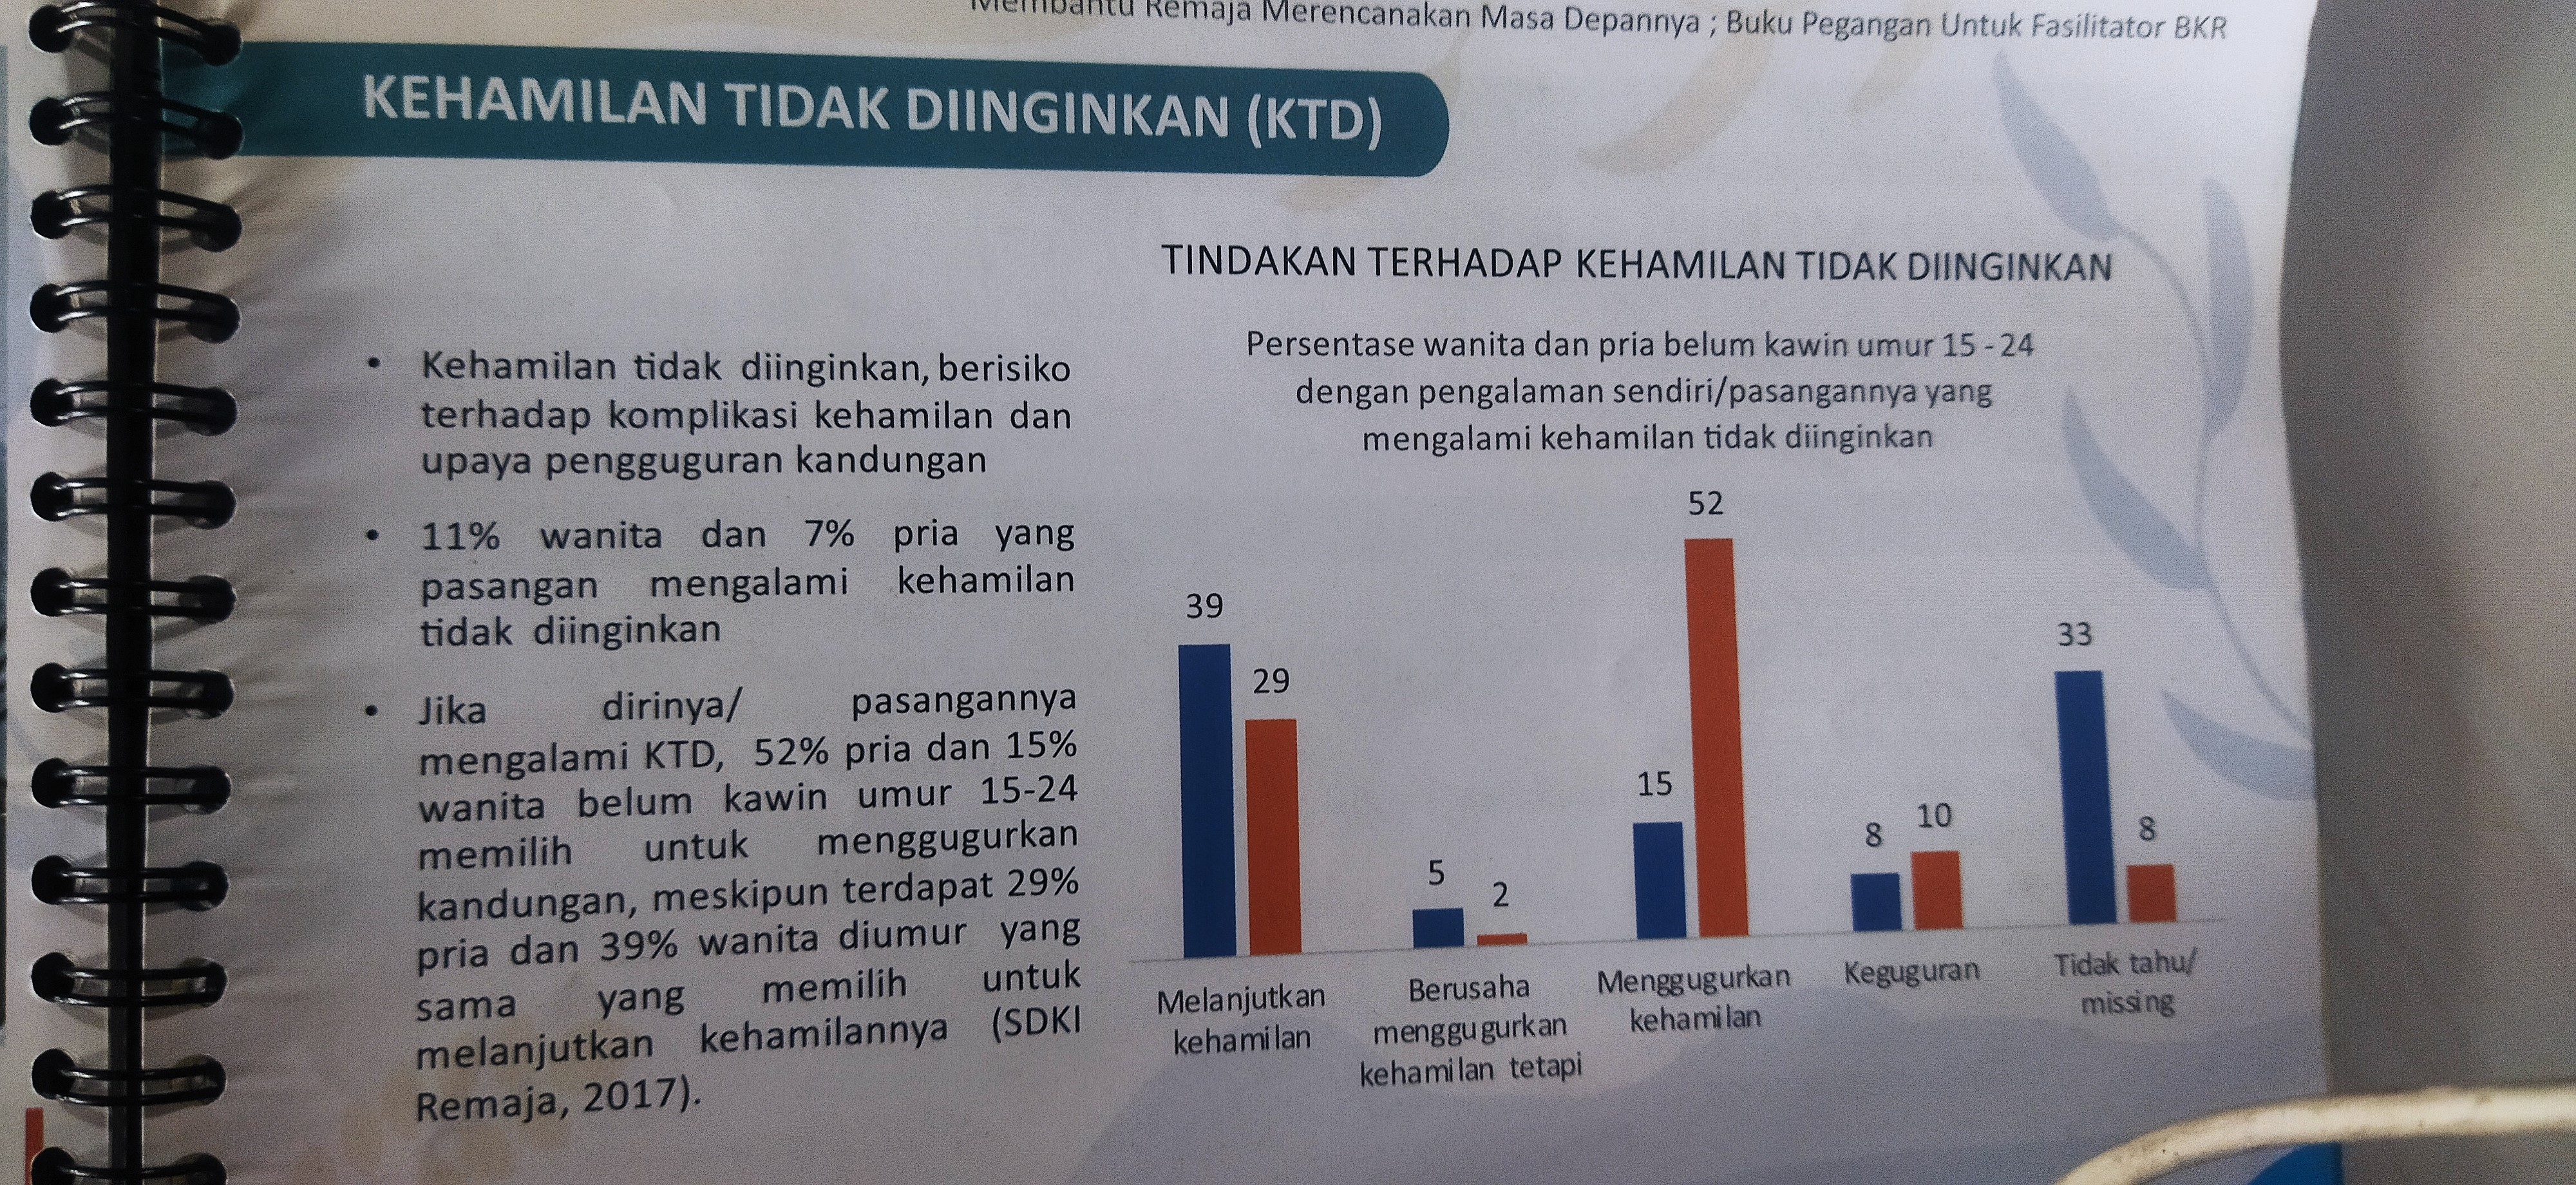 Membantu Remaja Merencanakan Masa Depannya ; Buku Pegangan Untuk Fasilitator BKR
KEHAMILAN TIDAK DIINGINKAN (KTD)
• Kehamilan tidak diinginkan, berisiko
terhadap komplikasi kehamilan dan
upaya pengguguran kandungan
• 11% wanita dan 7% pria yang
pasangan mengalami kehamilan
tidak diinginkan
• Jika dirinya/ pasangannya
mengalami KTD, 52% pria dan 15%
wanita belum kawin umur 15-24
memilih untuk menggugurkan
kandungan, meskipun terdapat 29%
pria dan 39% wanita diumur yang
sama yang memilih untuk
melanjutkan kehamilannya (SDKI
Remaja, 2017).
TINDAKAN TERHADAP KEHAMILAN TIDAK DIINGINKAN
Persentase wanita dan pria belum kawin umur 15 - 24
dengan pengalaman sendiri/pasangannya yang
mengalami kehamilan tidak diinginkan
39
29
5
2
15
52
8
10
33
8
Melanjutkan
kehamilan
Berusaha
menggugurkan
kehamilan tetapi
Menggugurkan
kehamilan
Keguguran
Tidak tahu/
missing